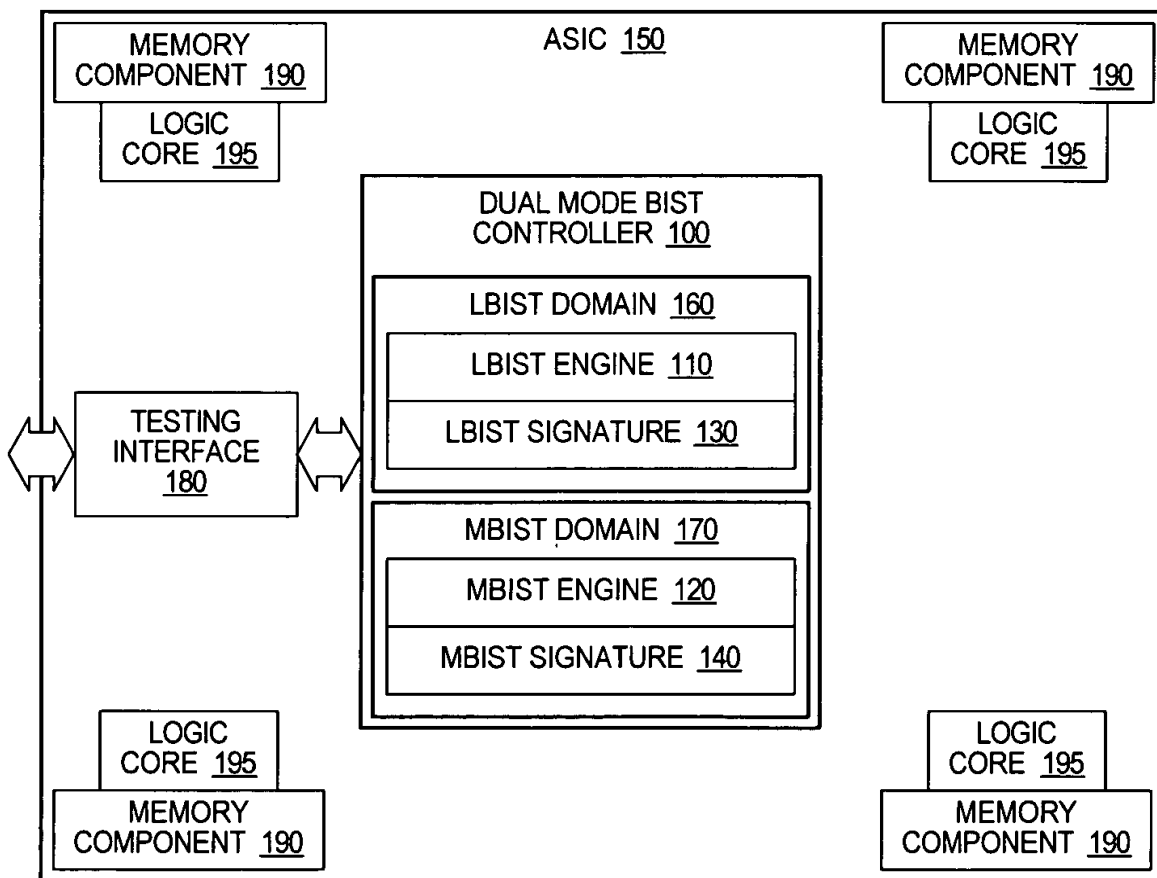 ASIC 150
MEMORY
COMPONENT 190
LOGIC
CORE 195
MEMORY
COMPONENT 190
LOGIC
CORE 195
DUAL MODE BIST
CONTROLLER 100
LBIST DOMAIN 160
LBIST ENGINE 110
LBIST SIGNATURE 130
TESTING
INTERFACE
180
MBIST DOMAIN 170
MBIST ENGINE 120
MBIST SIGNATURE 140
LOGIC
CORE 195
MEMORY
COMPONENT 190
LOGIC
CORE 195
MEMORY
COMPONENT 190